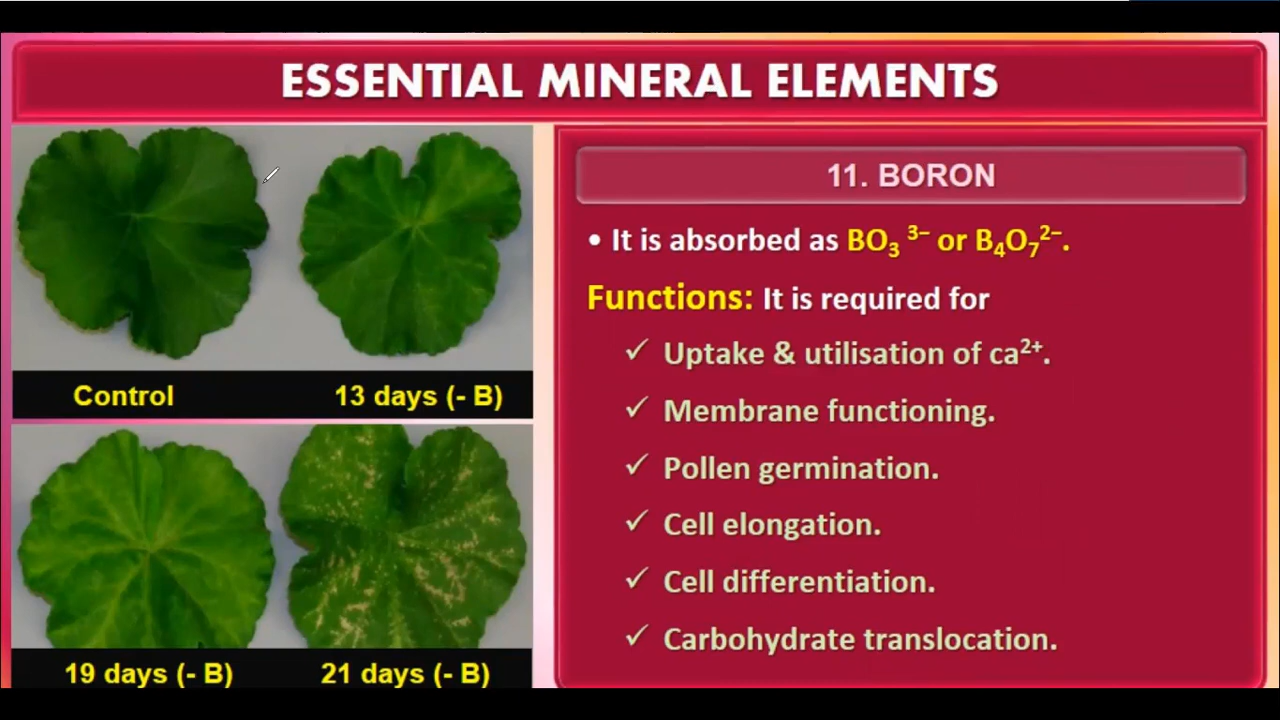 ESSENTIAL MINERAL ELEMENTS
Control
13 days (- B)
19 days (- B)
21 days (- B)
11. BORON
• It is absorbed as BO₃ ³⁻ or B₄O₇²⁻.
Functions: It is required for
✓ Uptake & utilisation of ca²⁺.
✓ Membrane functioning.
✓ Pollen germination.
✓ Cell elongation.
✓ Cell differentiation.
✓ Carbohydrate translocation.